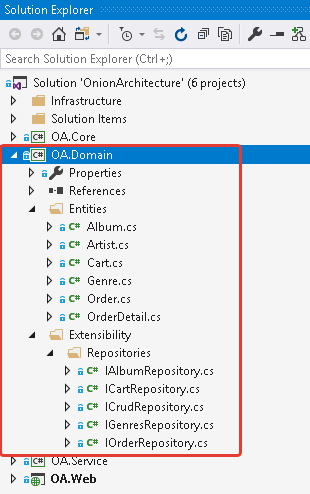 Solution Explorer
Search Solution Explorer (Ctrl+;)
Solution 'OnionArchitecture' (6 projects)
Infrastructure
Solution Items
C# OA.Core
C# OA.Domain
Properties
References
Entities
C# Album.cs
C# Artist.cs
C# Cart.cs
C# Genre.cs
C# Order.cs
C# OrderDetail.cs
Extensibility
Repositories
C# IAlbumRepository.cs
C# ICartRepository.cs
C# ICrudRepository.cs
C# IGenresRepository.cs
C# IOrderRepository.cs
C# OA.Service
OA.Web